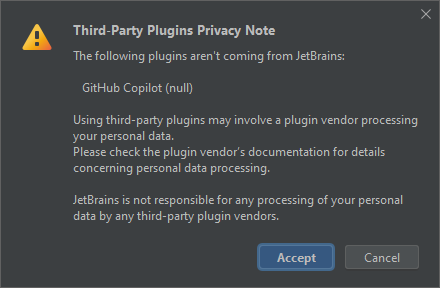 Third-Party Plugins Privacy Note
The following plugins aren't coming from JetBrains:
GitHub Copilot (null)
Using third-party plugins may involve a plugin vendor processing
your personal data.
Please check the plugin vendor's documentation for details
concerning personal data processing.
JetBrains is not responsible for any processing of your personal
data by any third-party plugin vendors.
Accept
Cancel